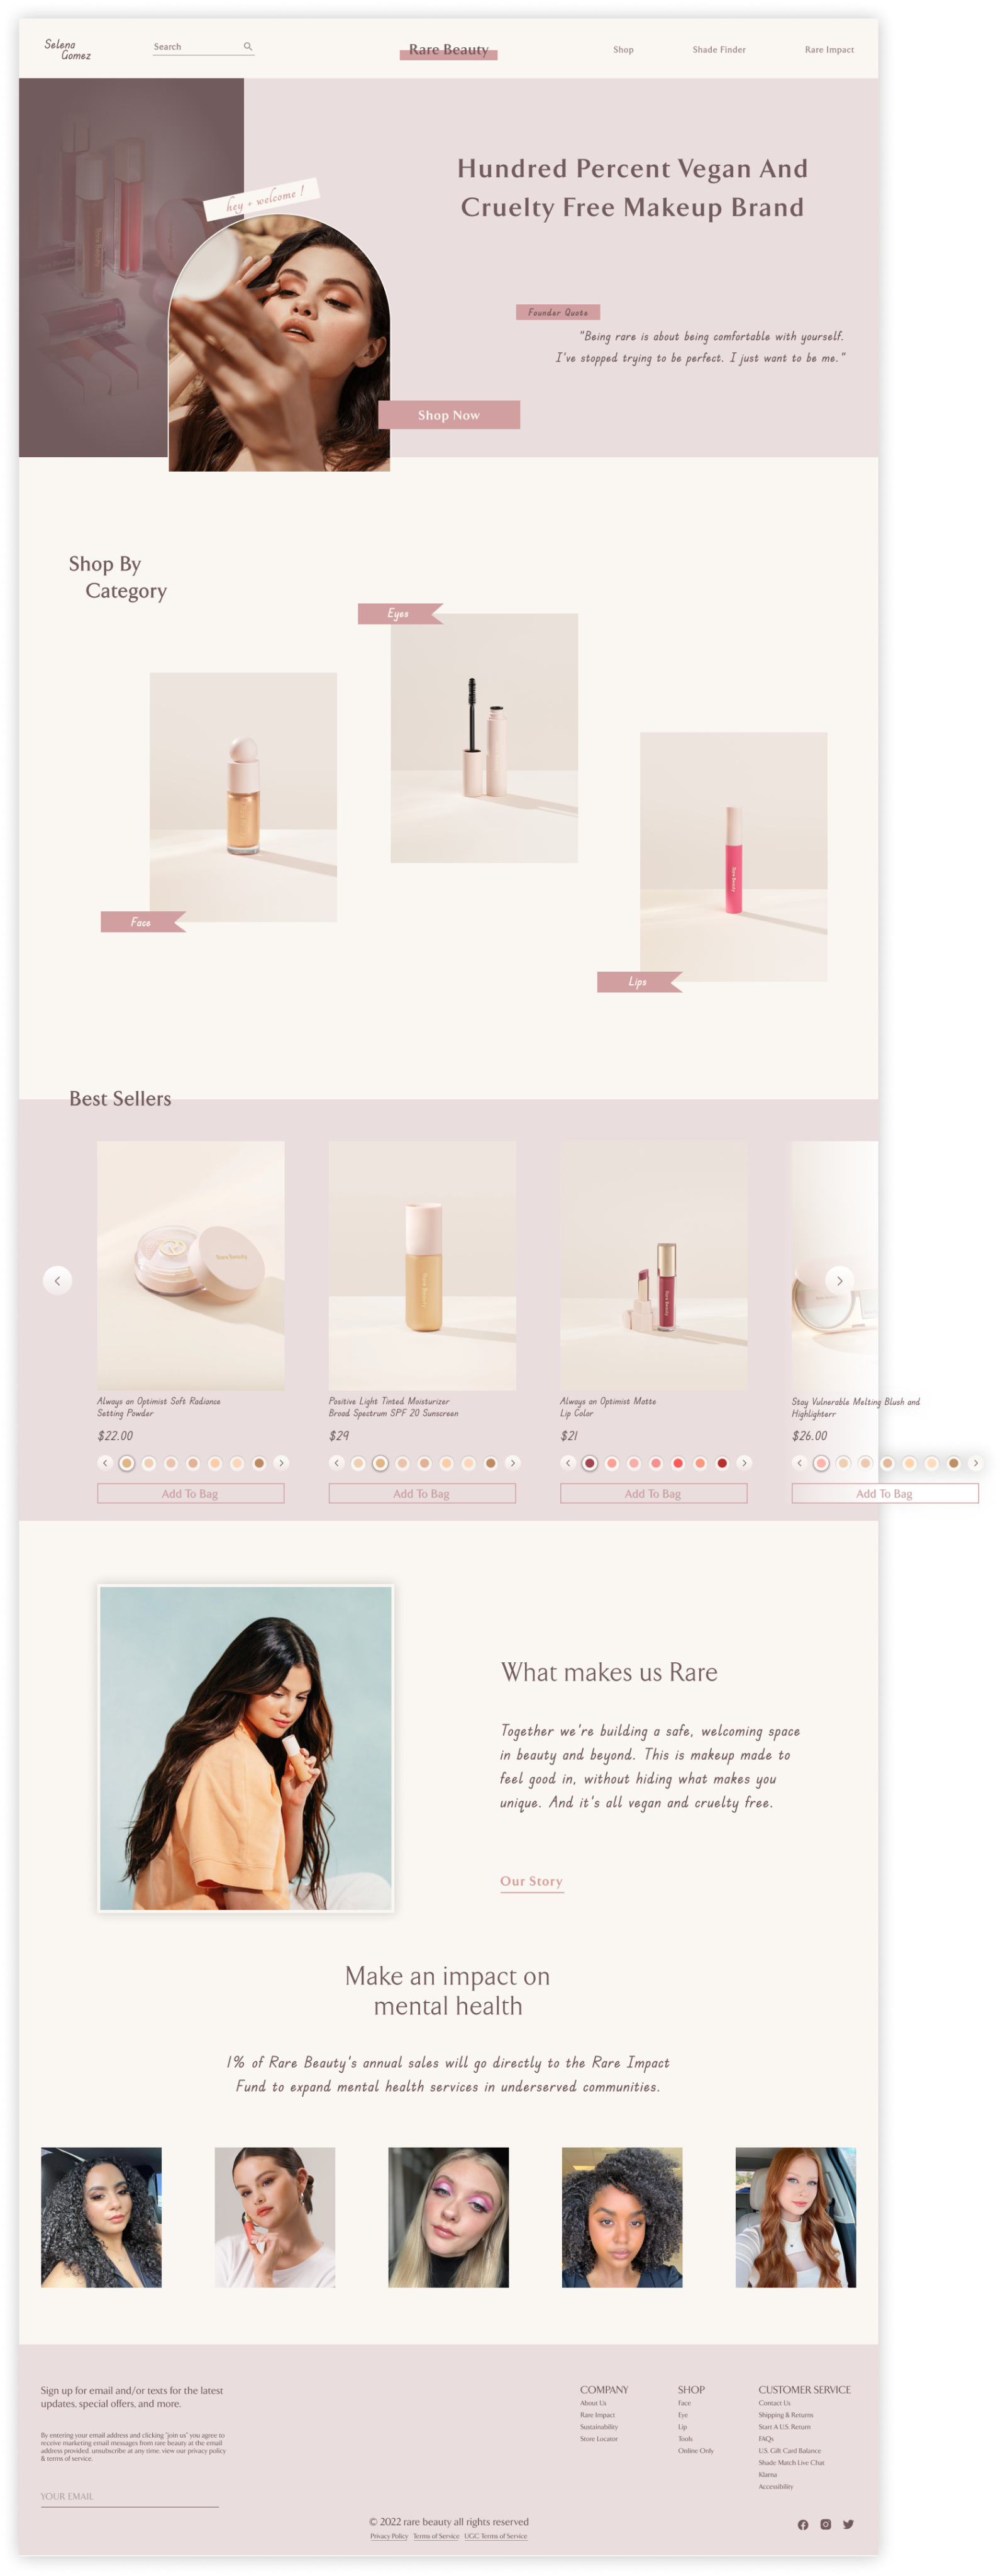 Selena
Gomez
Search
Rare Beauty
Shop
Shade Finder
Rare Impact
Hundred Percent Vegan And
Cruelty Free Makeup Brand
hey + welcome !
Founder Quote
"Being rare is about being comfortable with yourself.
I've stopped trying to be perfect. I just want to be me."
Shop Now
Shop By
Category
Eyes
Face
Rare Beauty
Lips
Best Sellers
Rare Beauty
Rare Beauty
Rare Beauty
Always an Optimist Soft Radiance
Setting Powder
$22.00
Add To Bag
Positive Light Tinted Moisturizer
Broad Spectrum SPF 20 Sunscreen
$29
Add To Bag
Always an Optimist Matte
Lip Color
$21
Add To Bag
Stay Vulnerable Melting Blush and
Highlighterr
$26.00
Add To Bag
What makes us Rare
Together we're building a safe, welcoming space
in beauty and beyond. This is makeup made to
feel good in, without hiding what makes you
unique. And it's all vegan and cruelty free.
Our Story
Make an impact on
mental health
1% of Rare Beauty's annual sales will go directly to the Rare Impact
Fund to expand mental health services in underserved communities.
Sign up for email and/or texts for the latest
updates, special offers, and more.
By entering your email address and clicking "join us" you agree to
receive marketing email messages from rare beauty at the email
address provided. unsubscribe at any time. view our privacy policy
& terms of service.
YOUR EMAIL
COMPANY
About Us
Rare Impact
Sustainability
Store Locator
SHOP
Face
Eye
Lip
Tools
Online Only
CUSTOMER SERVICE
Contact Us
Shipping & Returns
Start A U.S. Return
FAQs
U.S. Gift Card Balance
Shade Match Live Chat
Klarna
Accessibility
© 2022 rare beauty all rights reserved
Privacy Policy Terms of Service UGC Terms of Service